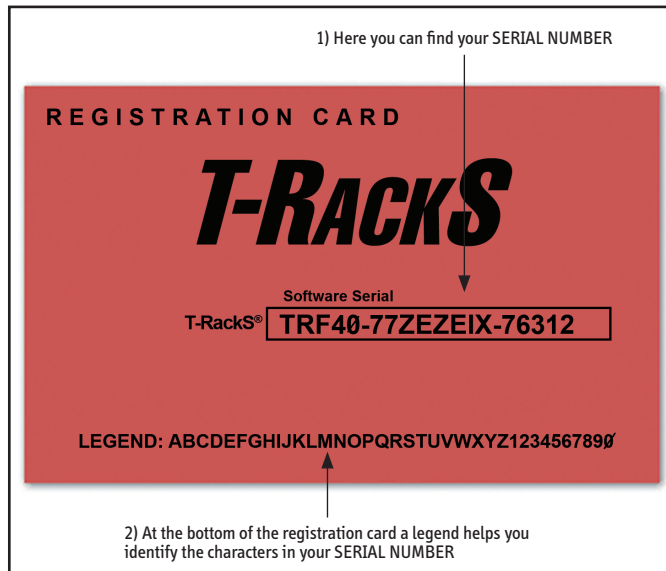 1) Here you can find your SERIAL NUMBER
REGISTRATION CARD
T-RACKS
Software Serial
T-RackS® TRF40-77ZEZEIX-76312
LEGEND: ABCDEFGHIJKLMNOPQRSTUVWXYZ1234567890
2) At the bottom of the registration card a legend helps you
identify the characters in your SERIAL NUMBER